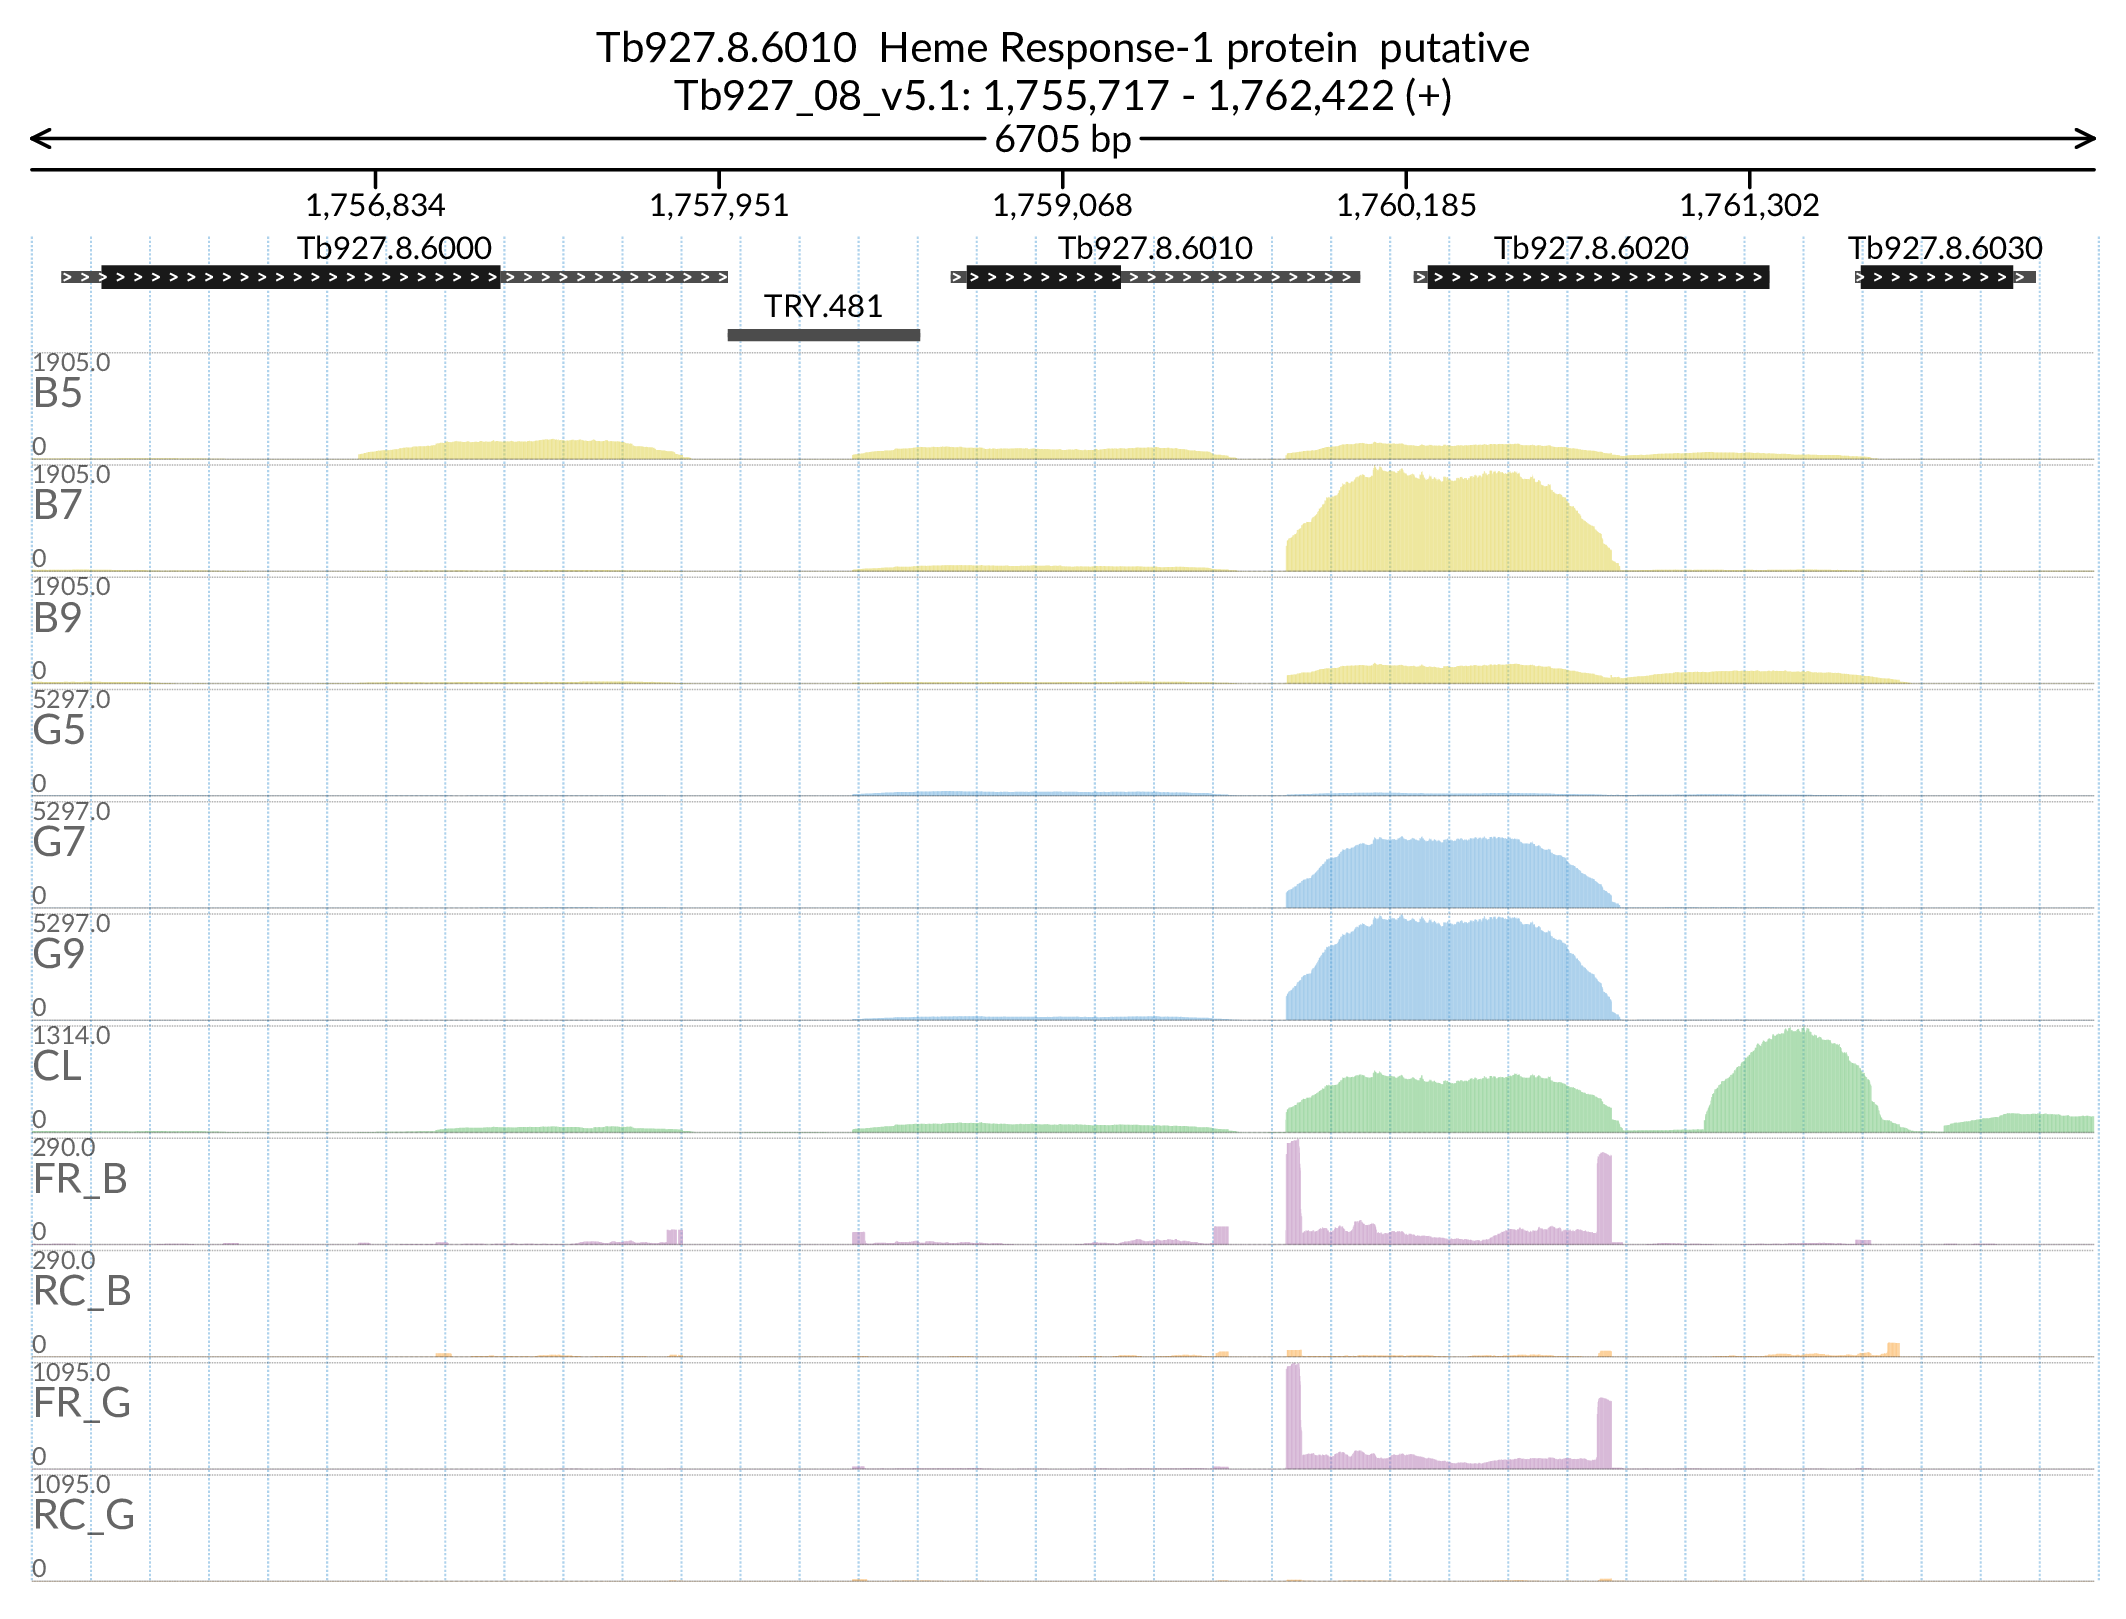 Tb927.8.6010  Heme Response-1 protein  putative
Tb927_08_v5.1: 1,755,717 - 1,762,422 (+)
6705 bp
1,756,834 1,757,951 1,759,068 1,760,185 1,761,302
Tb927.8.6000 Tb927.8.6010 Tb927.8.6020 Tb927.8.6030
TRY.481
1905.0
B5
0
1905.0
B7
0
1905.0
B9
0
5297.0
G5
0
5297.0
G7
0
5297.0
G9
0
1314.0
CL
0
290.0
FR_B
0
290.0
RC_B
0
1095.0
FR_G
0
1095.0
RC_G
0